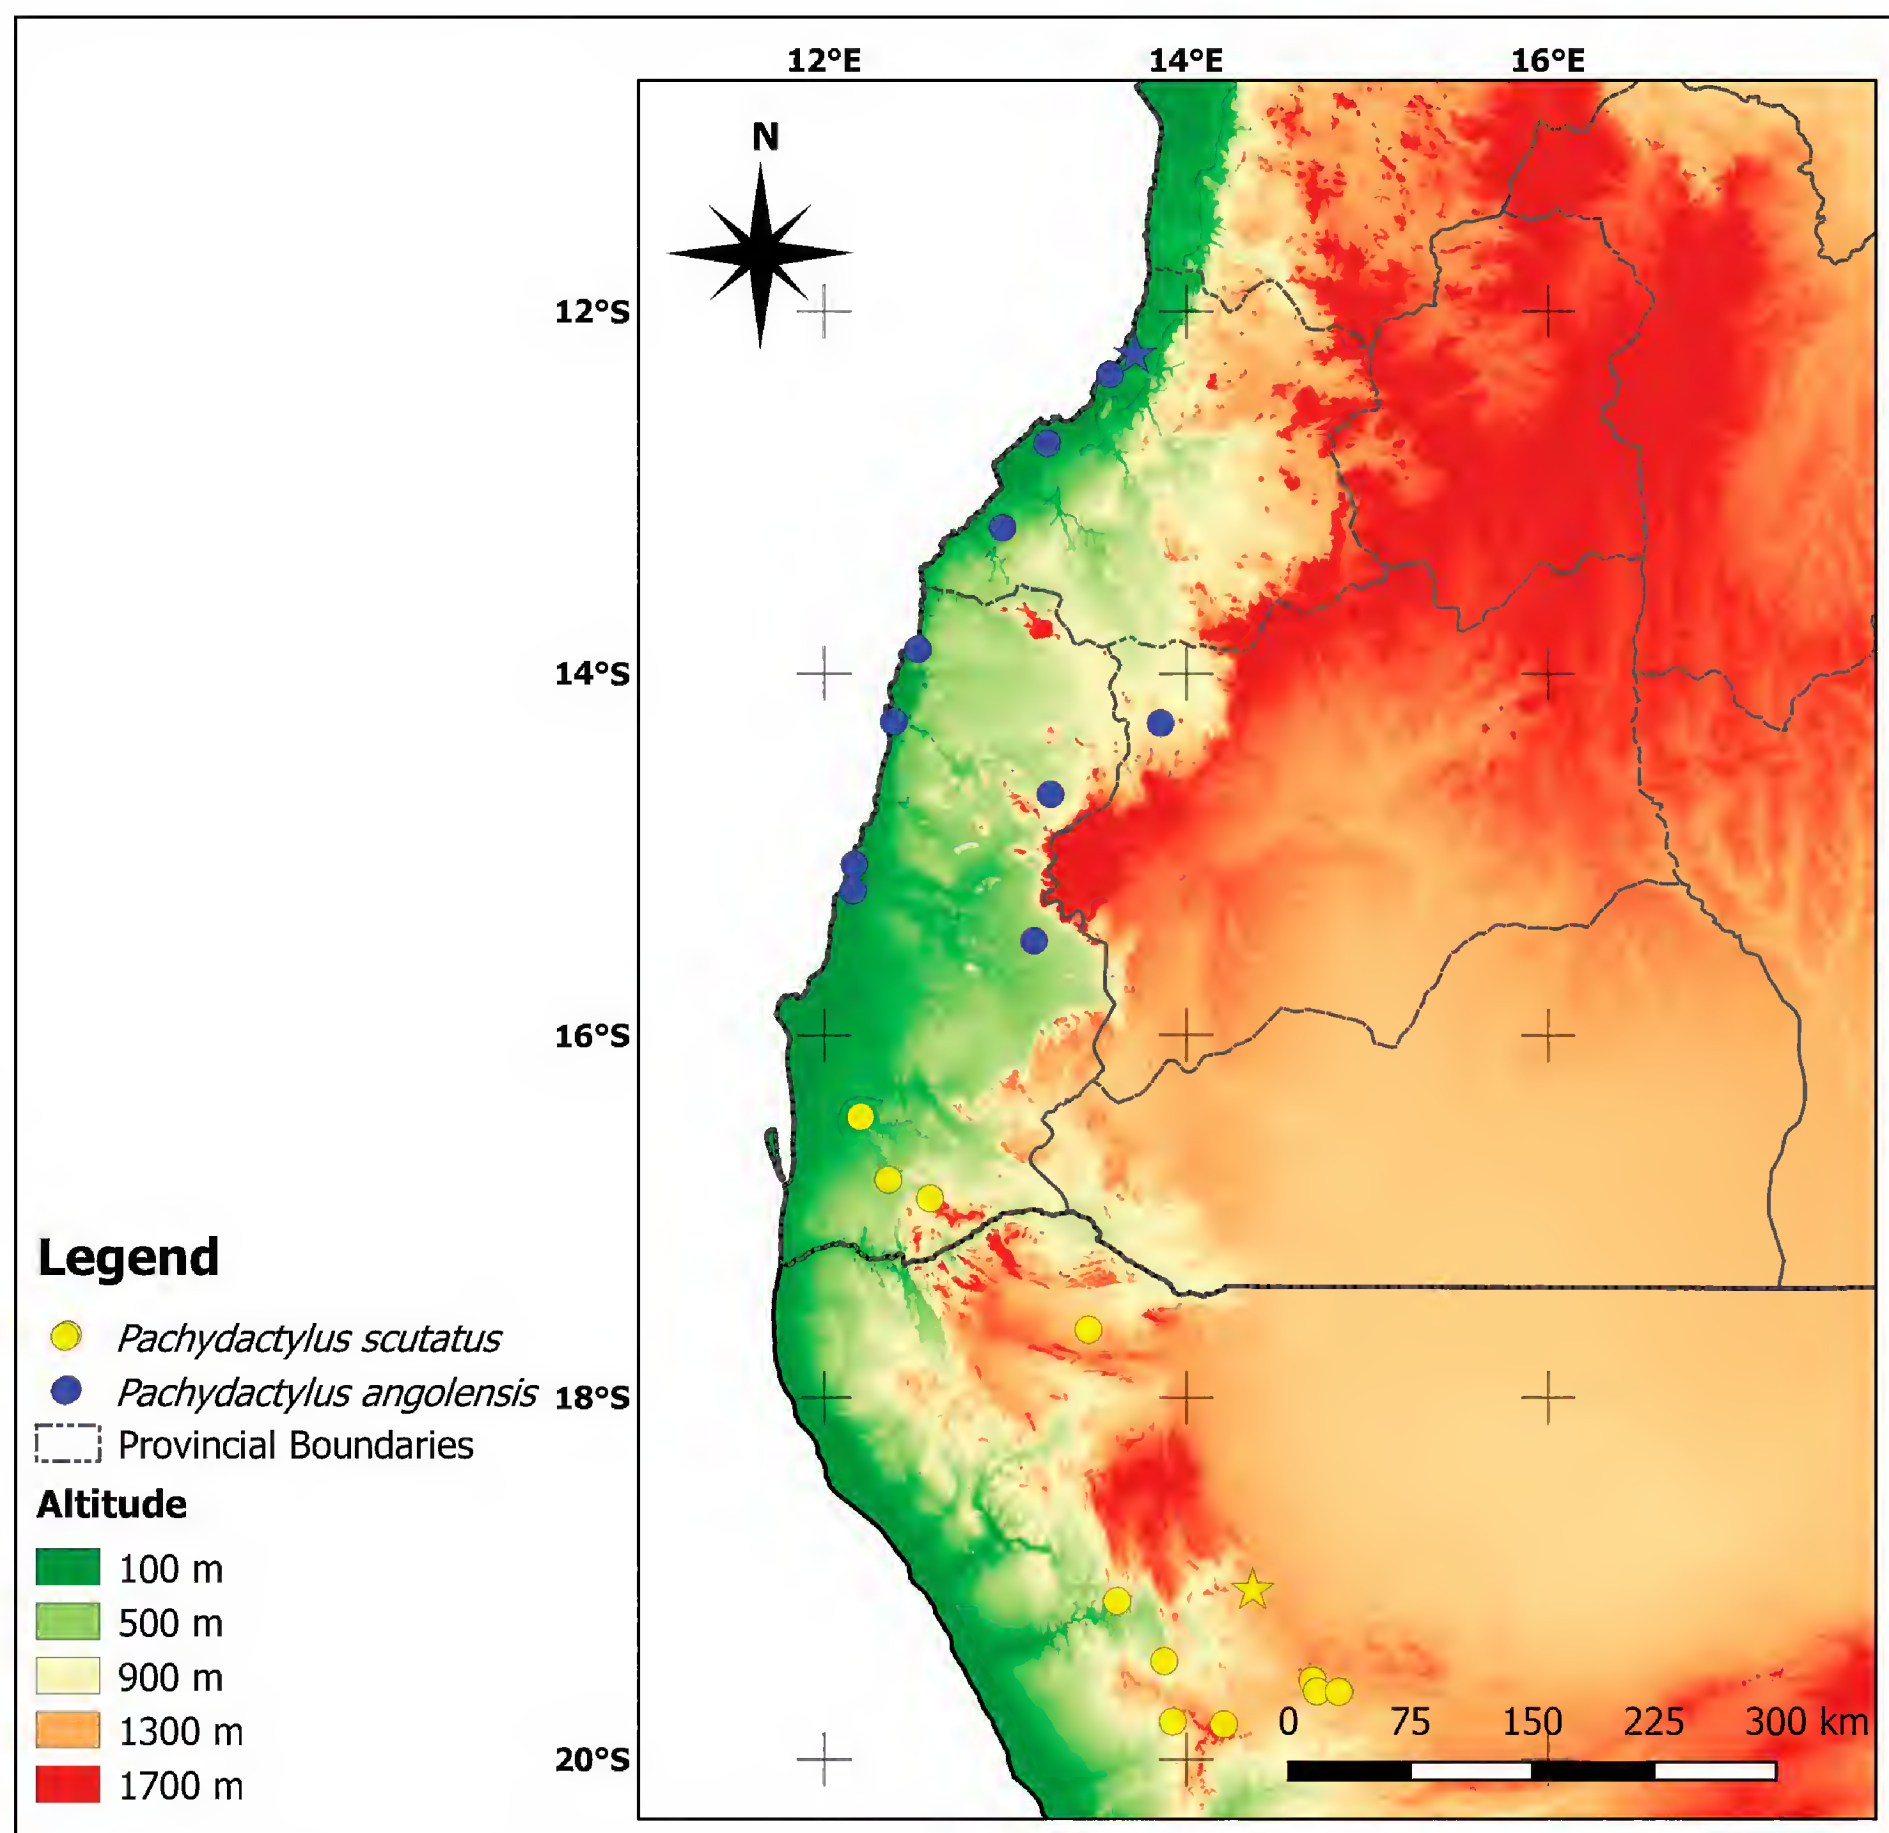 12°E 14°E 16°E
N
12°S
14°S
16°S
18°S
20°S
Legend
Pachydactylus scutatus
Pachydactylus angolensis
Provincial Boundaries
Altitude
100 m
500 m
900 m
1300 m
1700 m
0 75 150 225 300 km